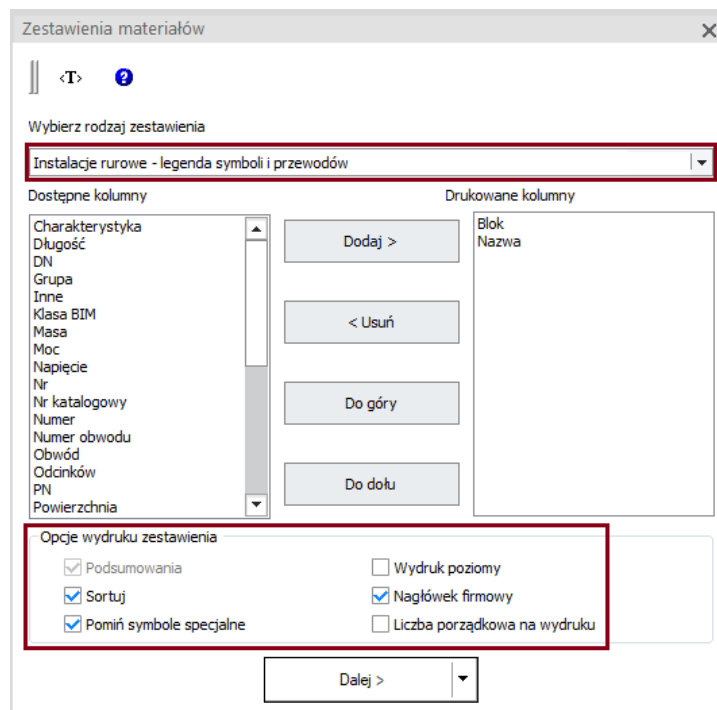 Zestawienia materiałów
<T>
Wybierz rodzaj zestawienia
Instalacje rurowe - legenda symboli i przewodów
Dostępne kolumny
Drukowane kolumny
Charakterystyka
Długość
DN
Grupa
Inne
Klasa BIM
Masa
Moc
Napięcie
Nr
Nr katalogowy
Numer
Numer obwodu
Obwód
Odcinków
PN
Powierzchnia
Dodaj >
< Usuń
Do góry
Do dołu
Blok
Nazwa
Opcje wydruku zestawienia
Podsumowania
Wydruk poziomy
Sortuj
Nagłówek firmowy
Pomiń symbole specjalne
Liczba porządkowa na wydruku
Dalej >